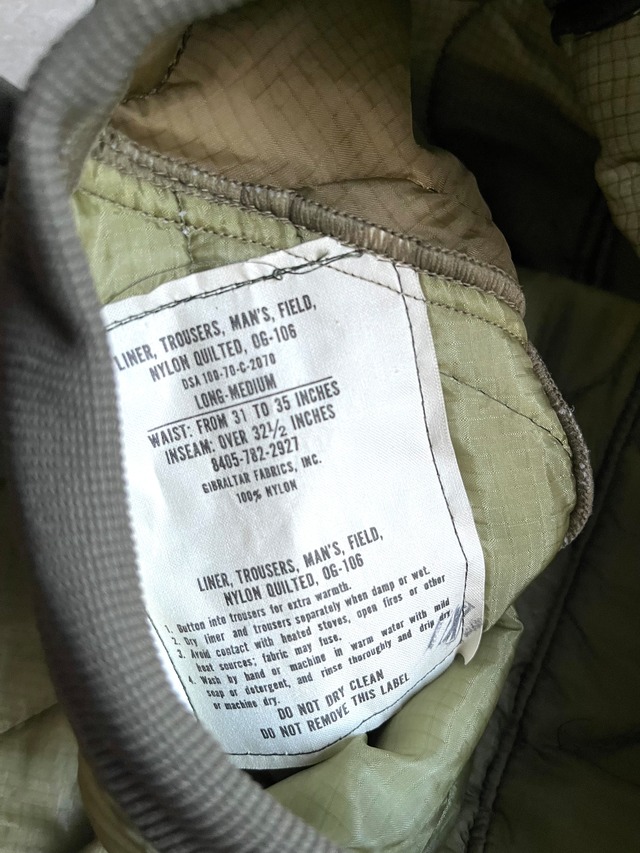 LINER, TROUSERS, MAN'S, FIELD,
NYLON QUILTED, OG-106
DSA 100-70-C-2070
LONG-MEDIUM
WAIST: FROM 31 TO 35 INCHES
INSEAM: OVER 32½ INCHES
8405-782-2927
GIBRALTAR FABRICS, INC.
100% NYLON
LINER, TROUSERS, MAN'S, FIELD,
NYLON QUILTED, OG-106
1. Button into trousers for extra warmth.
2. Dry liner and trousers separately when damp or wet.
3. Avoid contact with heated stoves, open fires or other
heat sources; fabric may fuse.
4. Wash by hand or machine in warm water with mild
soap or detergent, and rinse thoroughly and drip dry
or machine dry.
DO NOT DRY CLEAN
DO NOT REMOVE THIS LABEL